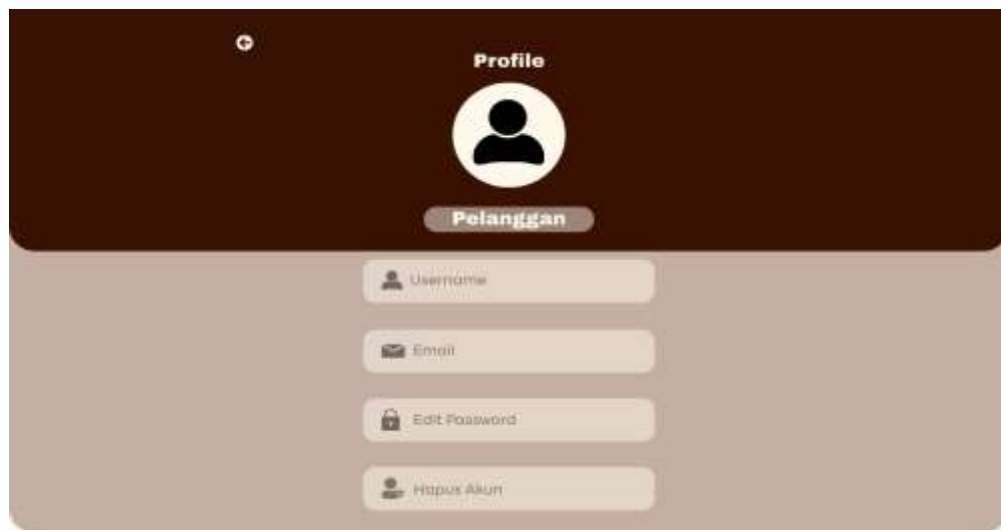 Profile
Pelanggan
Username
Email
Edit Password
Hapus Akun